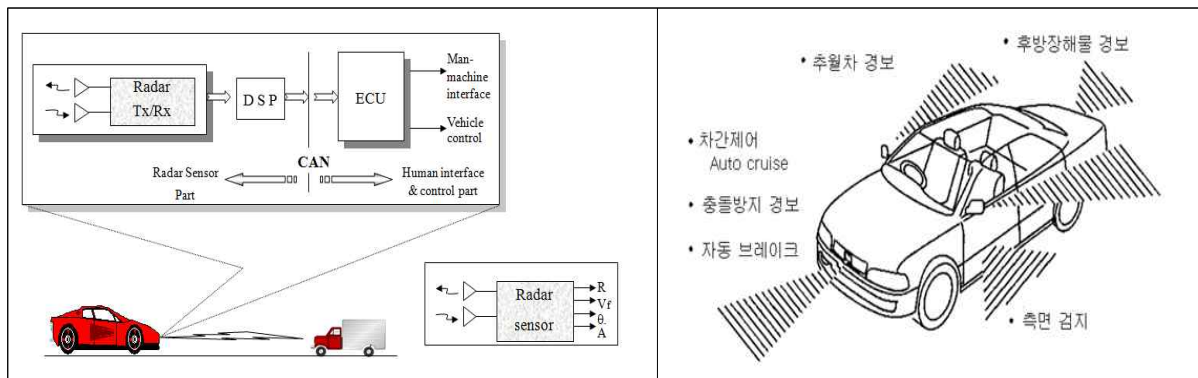 Radar
Tx/Rx
DSP
ECU
Man-
machine
interface
Vehicle
control
CAN
Radar Sensor
Part
Human interface
& control part
Radar
sensor
R
Vf
θ.
A
• 후방장해물 경보
• 추월차 경보
• 차간제어
Auto cruise
• 충돌방지 경보
• 자동 브레이크
• 측면 검지